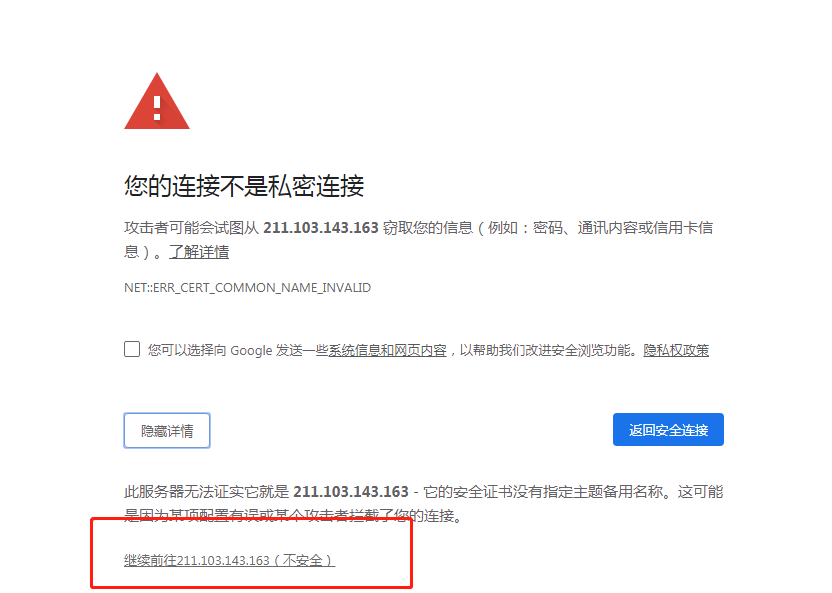 您的连接不是私密连接
攻击者可能会试图从 211.103.143.163 窃取您的信息（例如：密码、通讯内容或信用卡信
息）。了解详情
NET::ERR_CERT_COMMON_NAME_INVALID
您可以选择向 Google 发送一些系统信息和网页内容，以帮助我们改进安全浏览功能。隐私权政策
隐藏详情
返回安全连接
此服务器无法证实它就是 211.103.143.163 - 它的安全证书没有指定主题备用名称。这可能
是因为某项配置有误或某个攻击者拦截了您的连接。
继续前往211.103.143.163（不安全）